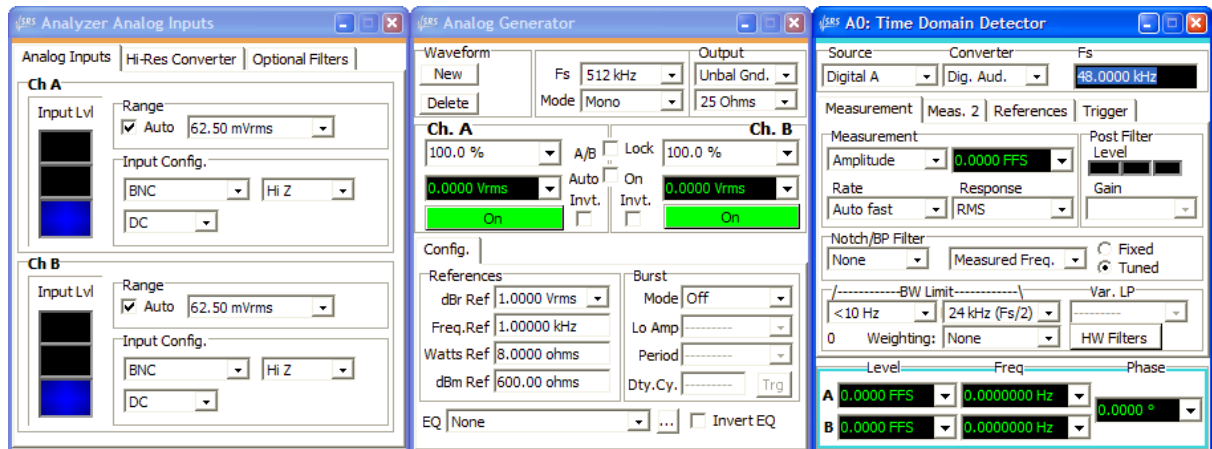 SRS Analyzer Analog Inputs
Analog Inputs Hi-Res Converter Optional Filters
Ch A
Input Lvl
Range
Auto 62.50 mVrms
Input Config.
BNC Hi Z
DC
Ch B
Input Lvl
Range
Auto 62.50 mVrms
Input Config.
BNC Hi Z
DC
SRS Analog Generator
Waveform Output
New Fs 512 kHz Unbal Gnd.
Delete Mode Mono 25 Ohms
Ch. A Ch. B
100.0 % A/B Lock 100.0 %
0.0000 Vrms Auto On 0.0000 Vrms
Invt. Invt.
On On
Config.
References Burst
dBr Ref 1.0000 Vrms Mode Off
Freq.Ref 1.00000 kHz Lo Amp ---------
Watts Ref 8.0000 ohms Period ---------
dBm Ref 600.00 ohms Dty.Cy. --------- Trg
EQ None ... Invert EQ
SRS A0: Time Domain Detector
Source Converter Fs
Digital A Dig. Aud. 48.0000 kHz
Measurement Meas. 2 References Trigger
Measurement Post Filter
Amplitude 0.0000 FFS Level
Rate Response Gain
Auto fast RMS
Notch/BP Filter
None Measured Freq. Fixed
Tuned
/------------BW Limit------------\ Var. LP
<10 Hz 24 kHz (Fs/2) ---------
0 Weighting: None HW Filters
Level Freq Phase
A 0.0000 FFS 0.0000000 Hz 0.0000 °
B 0.0000 FFS 0.0000000 Hz